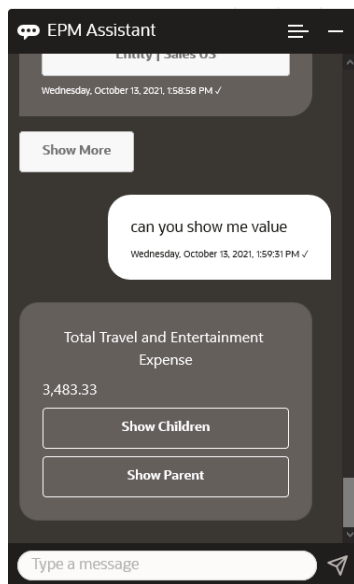 EPM Assistant
Entity | Sales US
Wednesday, October 13, 2021, 1:58:58 PM ✓
Show More
can you show me value
Wednesday, October 13, 2021, 1:59:31 PM ✓
Total Travel and Entertainment
Expense
3,483.33
Show Children
Show Parent
Type a message